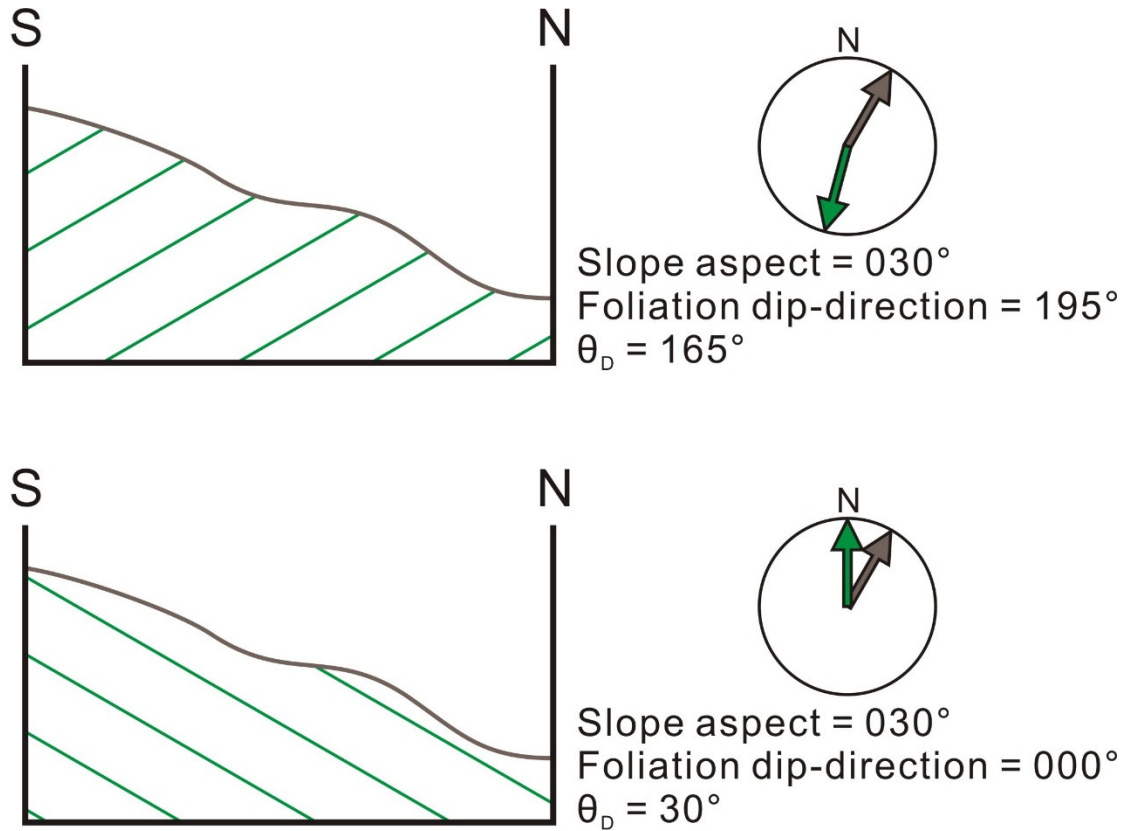 S
N
N
Slope aspect = 030°
Foliation dip-direction = 195°
θD = 165°
S
N
N
Slope aspect = 030°
Foliation dip-direction = 000°
θD = 30°